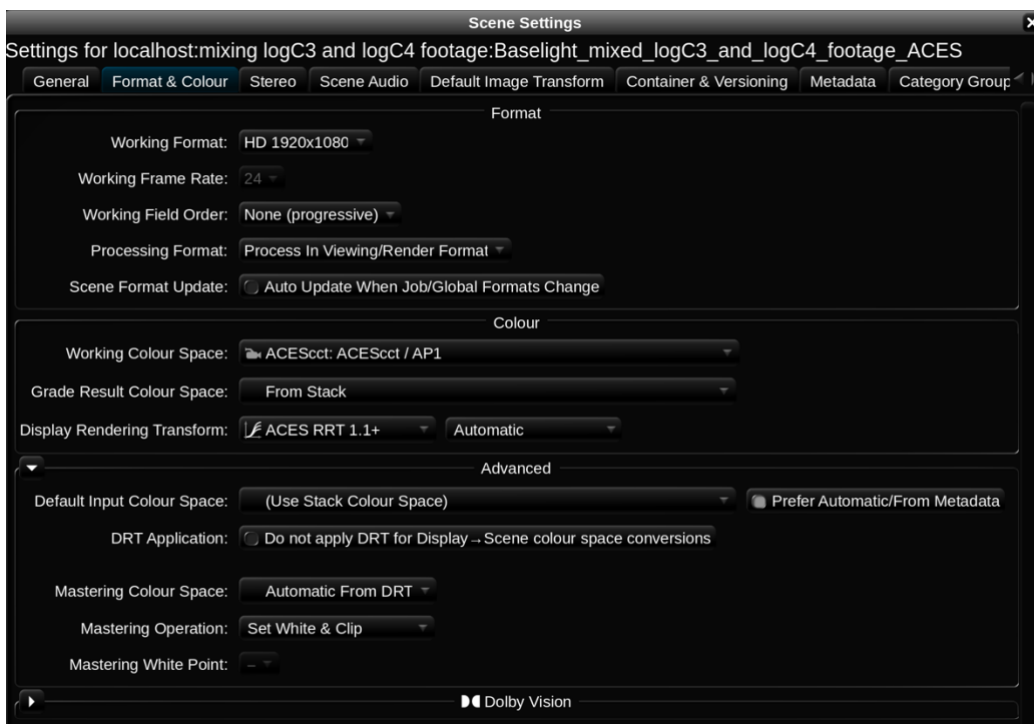 Scene Settings
Settings for localhost:mixing logC3 and logC4 footage:Baselight_mixed_logC3_and_logC4_footage_ACES
General Format & Colour Stereo Scene Audio Default Image Transform Container & Versioning Metadata Category Group
Format
Working Format: HD 1920x1080
Working Frame Rate: 24
Working Field Order: None (progressive)
Processing Format: Process In Viewing/Render Format
Scene Format Update: Auto Update When Job/Global Formats Change
Colour
Working Colour Space: ACEScct: ACEScct / AP1
Grade Result Colour Space: From Stack
Display Rendering Transform: ACES RRT 1.1+ Automatic
Advanced
Default Input Colour Space: (Use Stack Colour Space) Prefer Automatic/From Metadata
DRT Application: Do not apply DRT for Display→Scene colour space conversions
Mastering Colour Space: Automatic From DRT
Mastering Operation: Set White & Clip
Mastering White Point: –
Dolby Vision